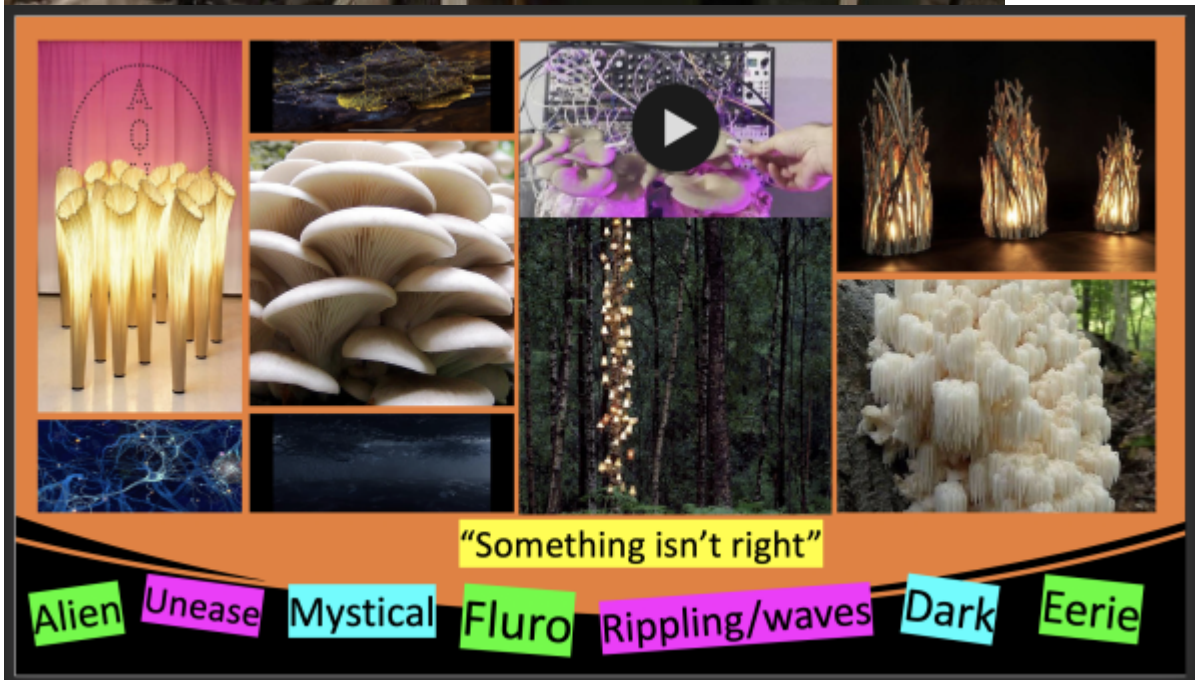 “Something isn’t right”
Alien Unease Mystical Fluro Rippling/waves Dark Eerie